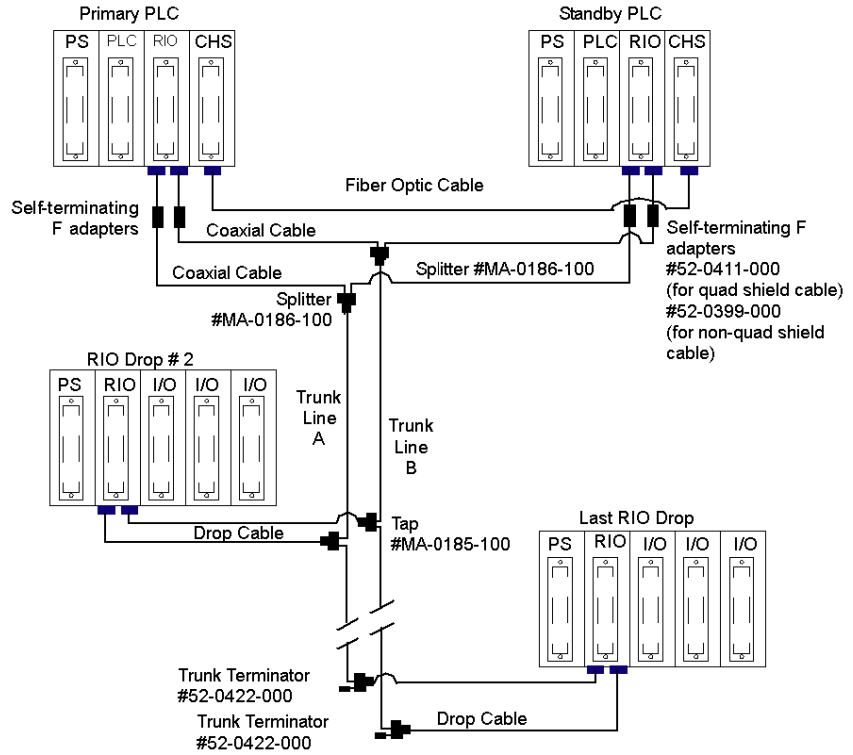 Primary PLC
Standby PLC
PS PLC RIO CHS
PS PLC RIO CHS
Fiber Optic Cable
Self-terminating
F adapters
Coaxial Cable
Self-terminating F
adapters
#52-0411-000
(for quad shield cable)
#52-0399-000
(for non-quad shield
cable)
Coaxial Cable
Splitter #MA-0186-100
Splitter
#MA-0186-100
RIO Drop # 2
PS RIO I/O I/O I/O
Trunk
Line
A
Trunk
Line
B
Drop Cable
Tap
#MA-0185-100
Last RIO Drop
PS RIO I/O I/O I/O
Trunk Terminator
#52-0422-000
Trunk Terminator
#52-0422-000
Drop Cable